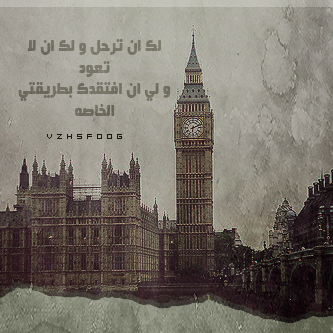 لك ان ترحل و لك ان لا
تعود
و لي ان افتقدك بطريقتي
الخاصه
VZHSFOOG